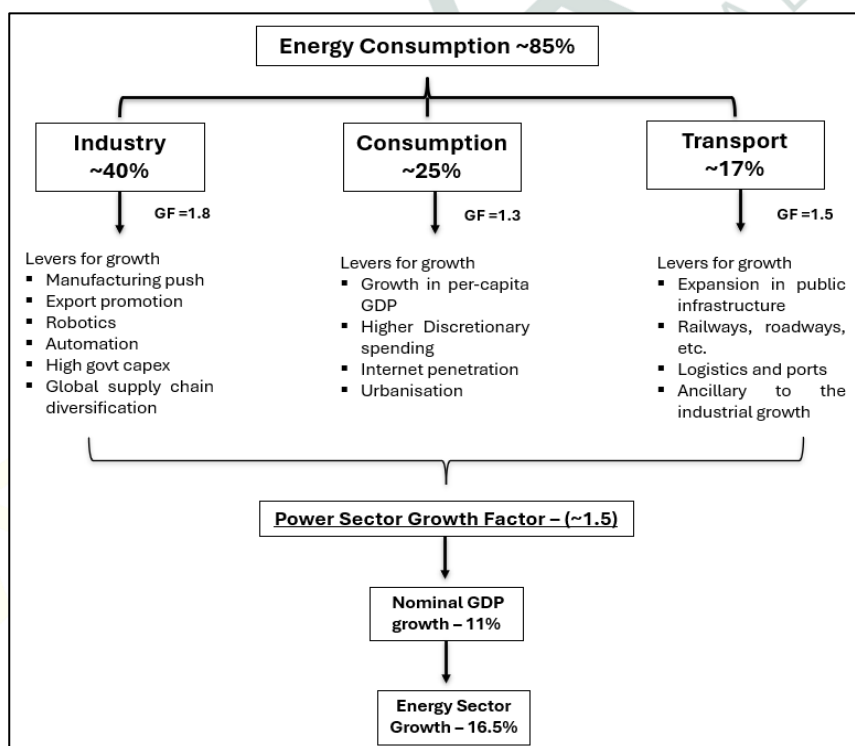 Energy Consumption ~85%
Industry
~40%
GF =1.8
Levers for growth
▪ Manufacturing push
▪ Export promotion
▪ Robotics
▪ Automation
▪ High govt capex
▪ Global supply chain
diversification
Consumption
~25%
GF =1.3
Levers for growth
▪ Growth in per-capita
GDP
▪ Higher Discretionary
spending
▪ Internet penetration
▪ Urbanisation
Transport
~17%
GF =1.5
Levers for growth
▪ Expansion in public
infrastructure
▪ Railways, roadways,
etc.
▪ Logistics and ports
▪ Ancillary to the
industrial growth
Power Sector Growth Factor – (~1.5)
Nominal GDP
growth – 11%
Energy Sector
Growth – 16.5%